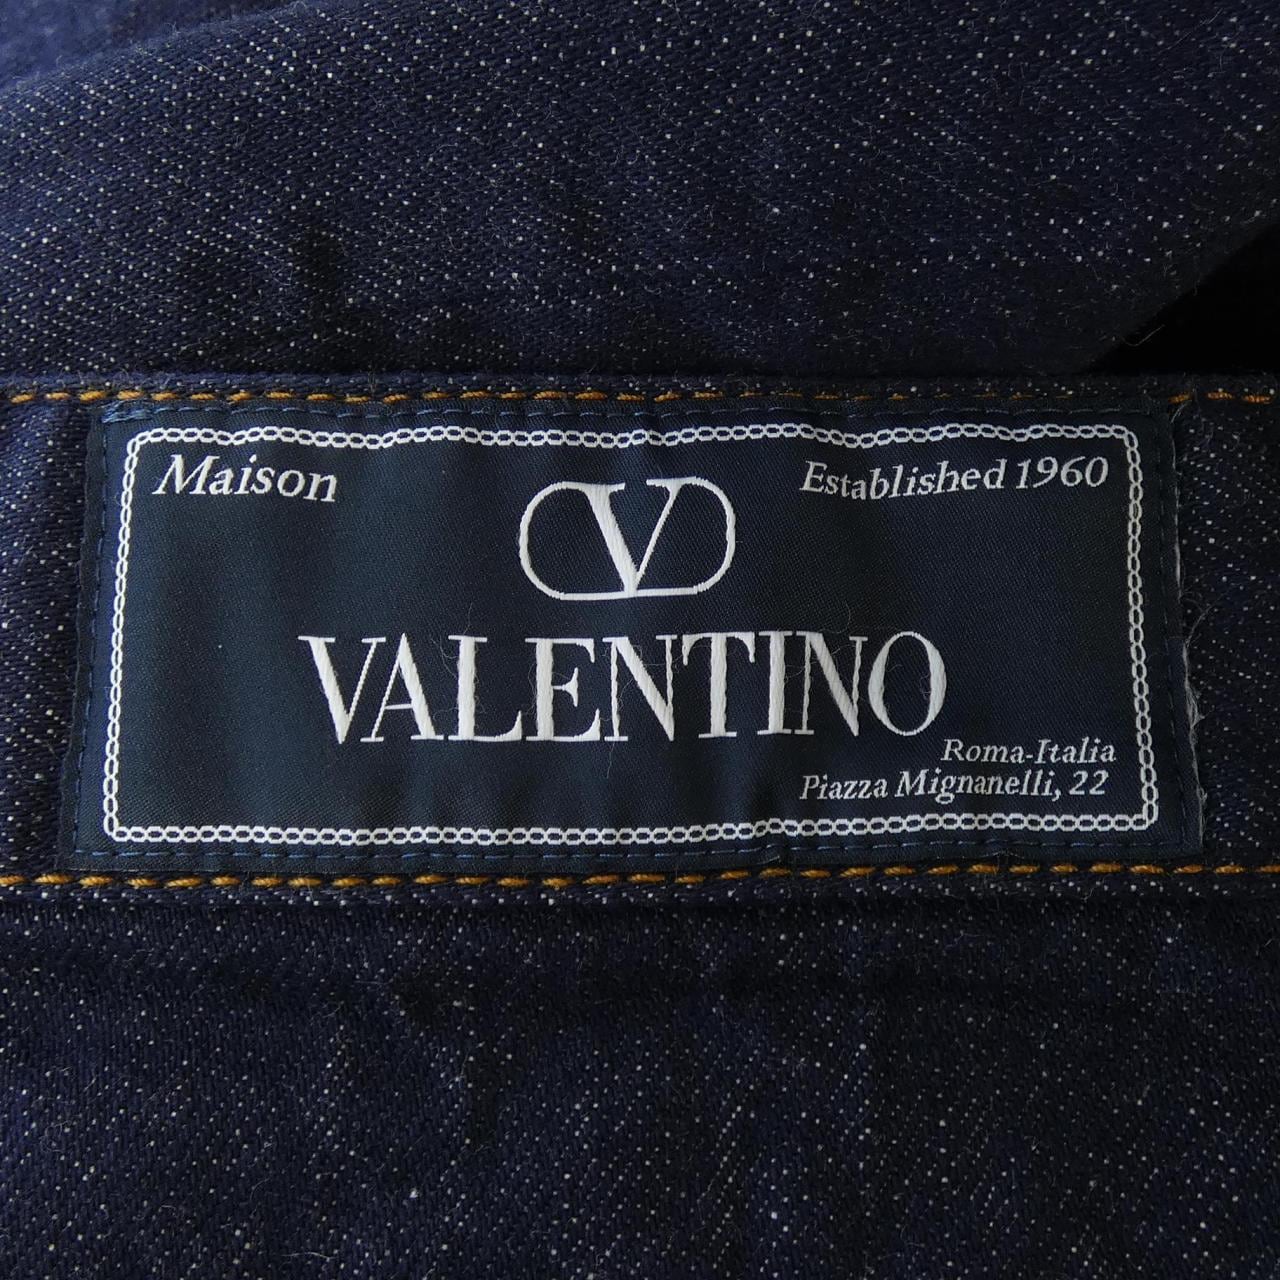 Maison
Established 1960
V
VALENTINO
Roma-Italia
Piazza Mignanelli, 22